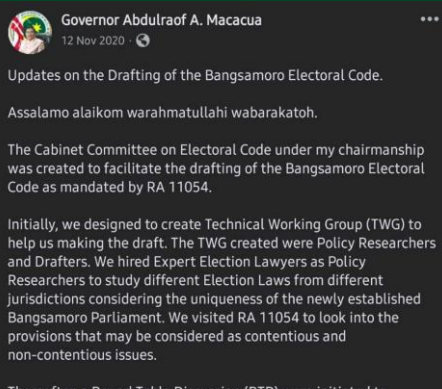 Governor Abdulraof A. Macacua
12 Nov 2020 ·
Updates on the Drafting of the Bangsamoro Electoral Code.
Assalamo alaikom warahmatullahi wabarakatoh.
The Cabinet Committee on Electoral Code under my chairmanship
was created to facilitate the drafting of the Bangsamoro Electoral
Code as mandated by RA 11054.
Initially, we designed to create Technical Working Group (TWG) to
help us making the draft. The TWG created were Policy Researchers
and Drafters. We hired Expert Election Lawyers as Policy
Researchers to study different Election Laws from different
jurisdictions considering the uniqueness of the newly established
Bangsamoro Parliament. We visited RA 11054 to look into the
provisions that may be considered as contentious and
non-contentious issues.